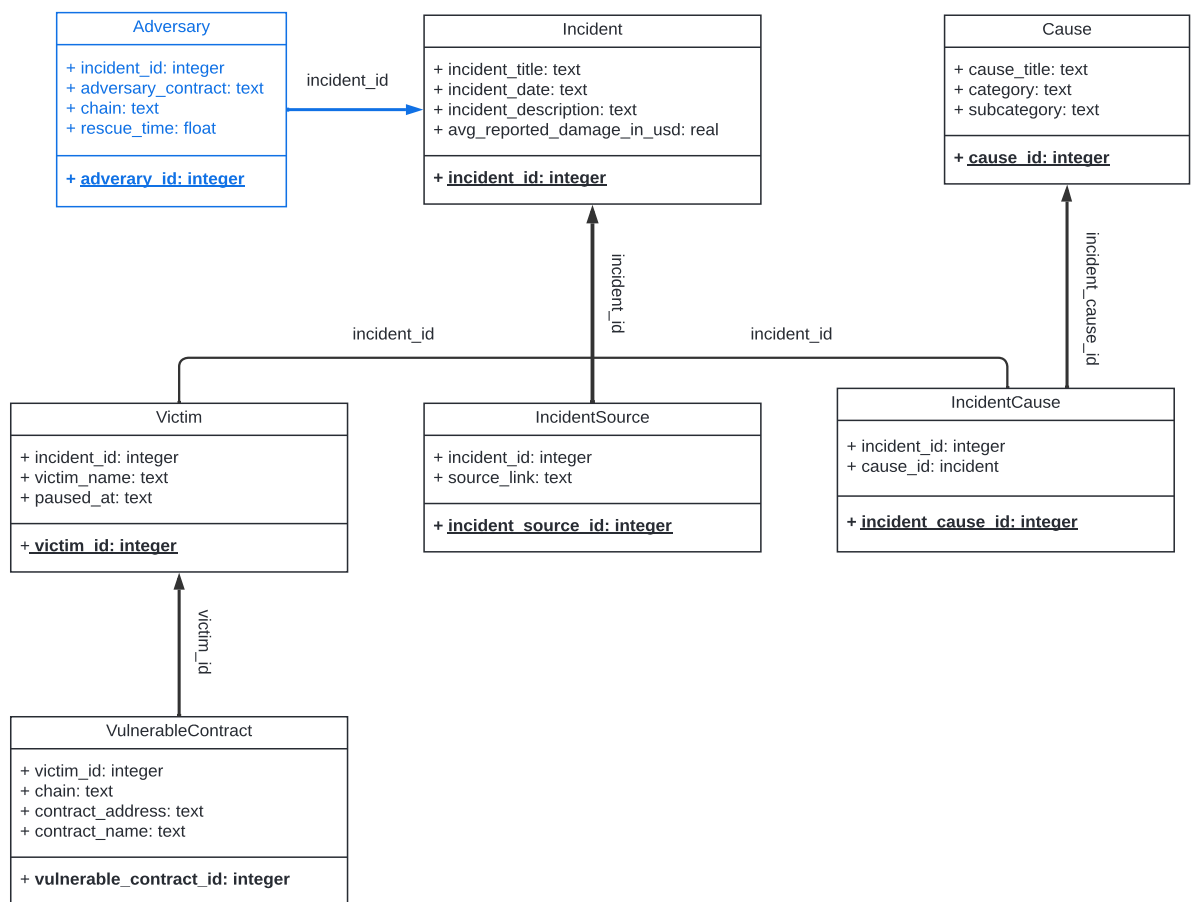 Adversary
+ incident_id: integer
+ adversary_contract: text
+ chain: text
+ rescue_time: float
+ adverary_id: integer
incident_id
Incident
+ incident_title: text
+ incident_date: text
+ incident_description: text
+ avg_reported_damage_in_usd: real
+ incident_id: integer
Cause
+ cause_title: text
+ category: text
+ subcategory: text
+ cause_id: integer
incident_id
incident_id
incident_id
incident_cause_id
Victim
+ incident_id: integer
+ victim_name: text
+ paused_at: text
+ victim_id: integer
IncidentSource
+ incident_id: integer
+ source_link: text
+ incident_source_id: integer
IncidentCause
+ incident_id: integer
+ cause_id: incident
+ incident_cause_id: integer
victim_id
VulnerableContract
+ victim_id: integer
+ chain: text
+ contract_address: text
+ contract_name: text
+ vulnerable_contract_id: integer